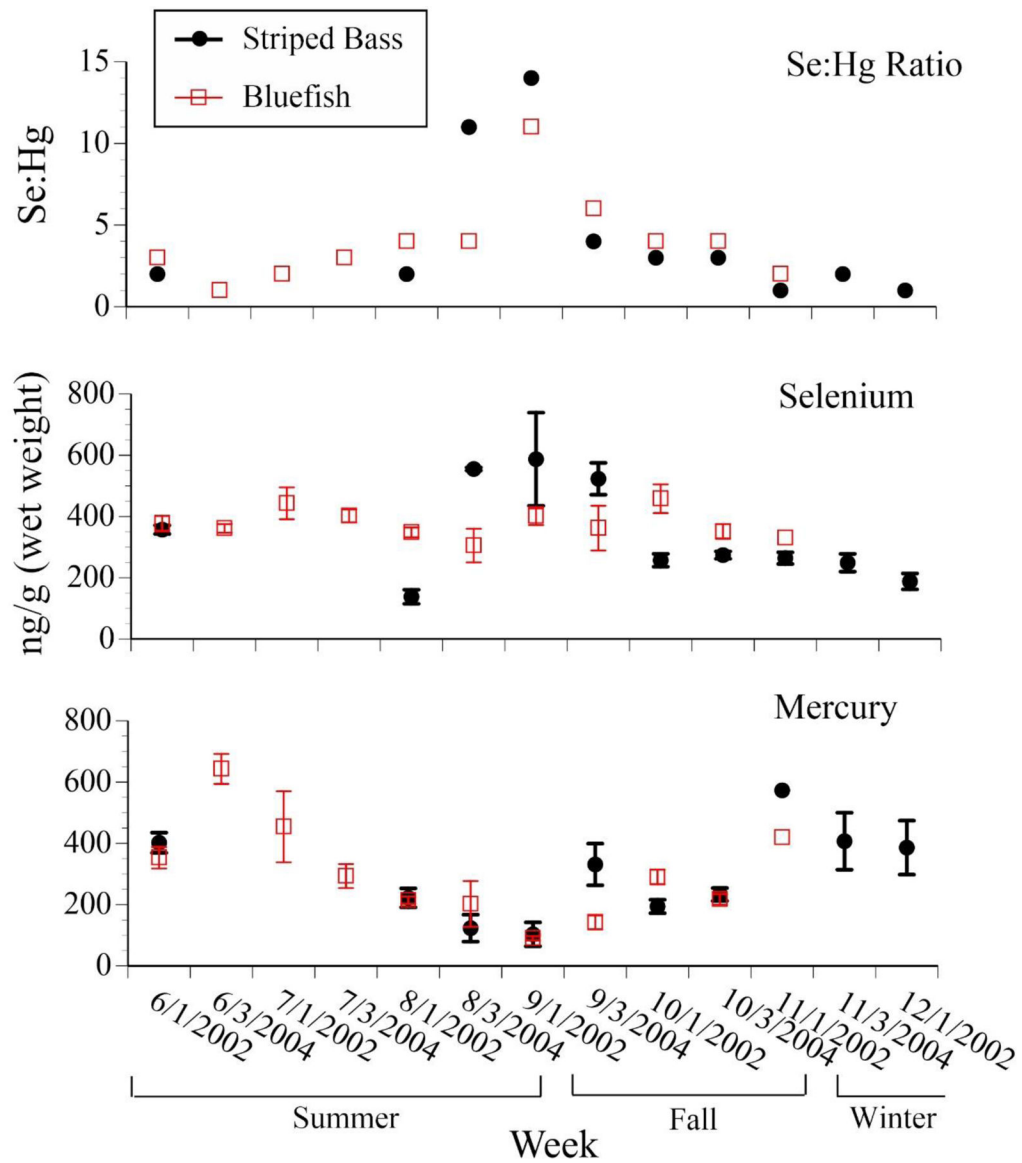 Striped Bass
Bluefish
Se:Hg Ratio
Se:Hg
15
10
5
0
Selenium
ng/g (wet weight)
800
600
400
200
0
Mercury
800
600
400
200
0
6/1/2002
6/3/2004
7/1/2002
7/3/2004
8/1/2002
8/3/2004
9/1/2002
9/3/2004
10/1/2002
10/3/2004
11/1/2002
11/3/2004
12/1/2002
Summer
Fall
Winter
Week